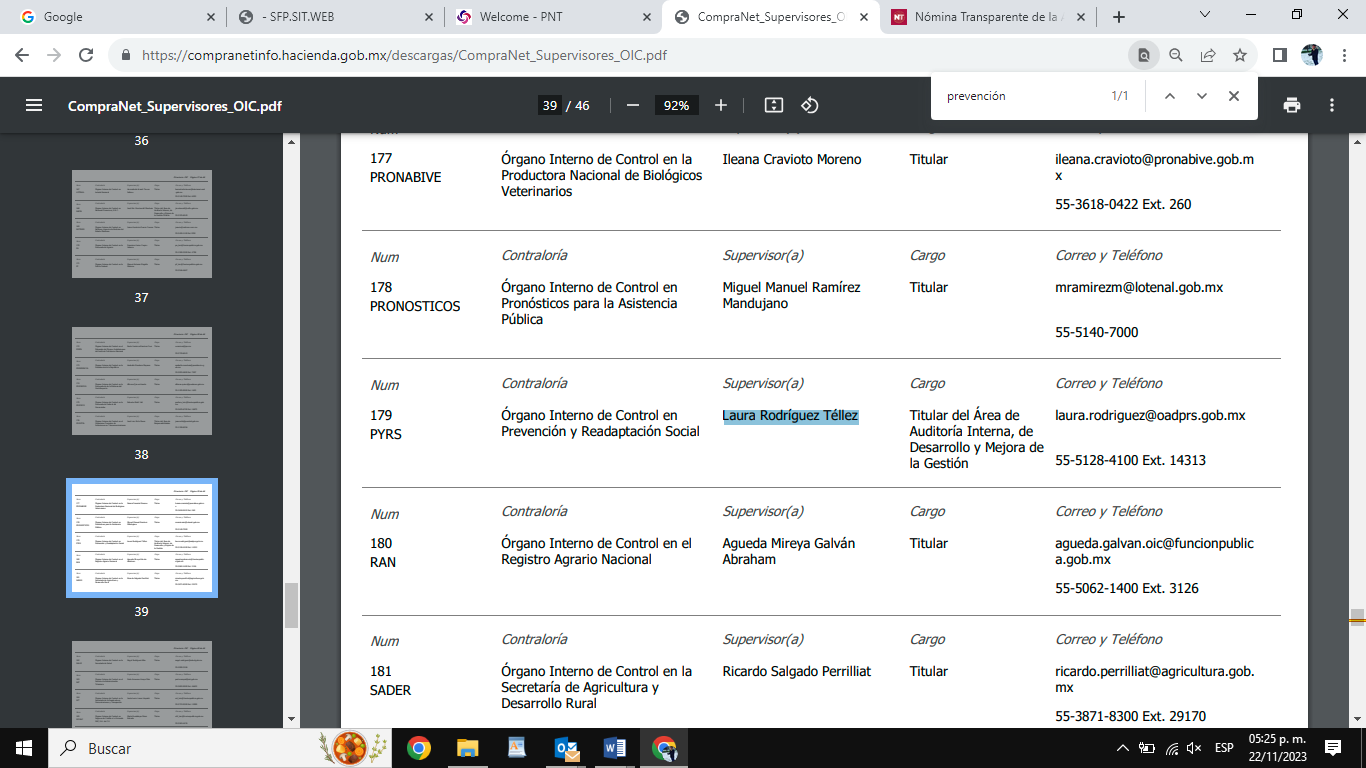 Google
- SFP.SIT.WEB
Welcome - PNT
CompraNet_Supervisores_O
Nómina Transparente de la
https://compranetinfo.hacienda.gob.mx/descargas/CompraNet_Supervisores_OIC.pdf
prevención 1/1
CompraNet_Supervisores_OIC.pdf
39 / 46
92%
36
37
38
39
177
PRONABIVE
Órgano Interno de Control en la
Productora Nacional de Biológicos
Veterinarios
Ileana Cravioto Moreno
Titular
ileana.cravioto@pronabive.gob.m
x
55-3618-0422 Ext. 260
Num
Contraloría
Supervisor(a)
Cargo
Correo y Teléfono
178
PRONOSTICOS
Órgano Interno de Control en
Pronósticos para la Asistencia
Pública
Miguel Manuel Ramírez
Mandujano
Titular
mramirezm@lotenal.gob.mx
55-5140-7000
Num
Contraloría
Supervisor(a)
Cargo
Correo y Teléfono
179
PYRS
Órgano Interno de Control en
Prevención y Readaptación Social
Laura Rodríguez Téllez
Titular del Área de
Auditoría Interna, de
Desarrollo y Mejora de
la Gestión
laura.rodriguez@oadprs.gob.mx
55-5128-4100 Ext. 14313
Num
Contraloría
Supervisor(a)
Cargo
Correo y Teléfono
180
RAN
Órgano Interno de Control en el
Registro Agrario Nacional
Agueda Mireya Galván
Abraham
Titular
agueda.galvan.oic@funcionpublic
a.gob.mx
55-5062-1400 Ext. 3126
Num
Contraloría
Supervisor(a)
Cargo
Correo y Teléfono
181
SADER
Órgano Interno de Control en la
Secretaría de Agricultura y
Desarrollo Rural
Ricardo Salgado Perrilliat
Titular
ricardo.perrilliat@agricultura.gob.
mx
55-3871-8300 Ext. 29170
Buscar
ESP
05:25 p. m.
22/11/2023